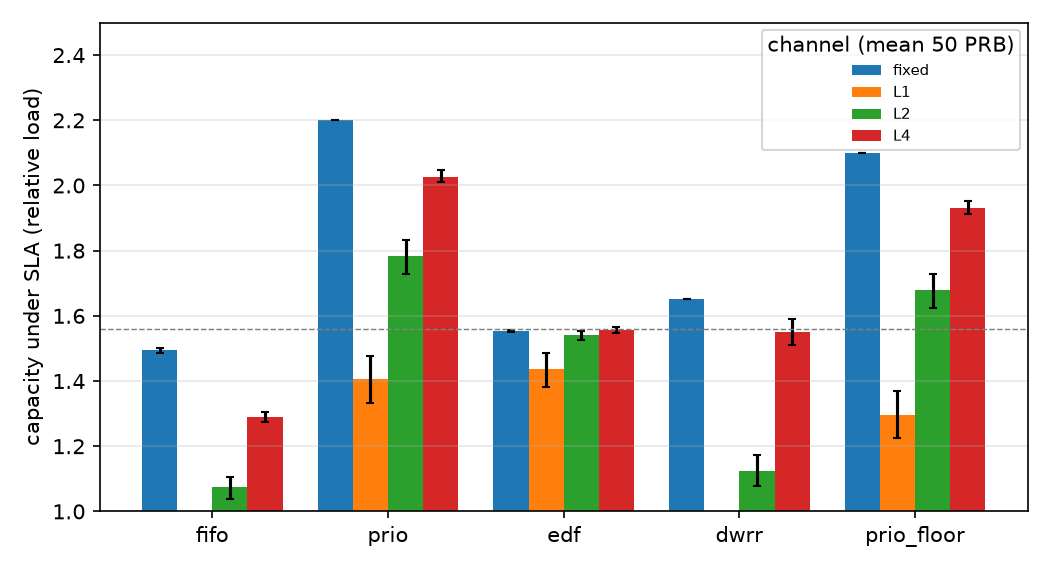 channel (mean 50 PRB)
fixed
L1
L2
L4
capacity under SLA (relative load)
2.4
2.2
2.0
1.8
1.6
1.4
1.2
1.0
fifo
prio
edf
dwrr
prio_floor